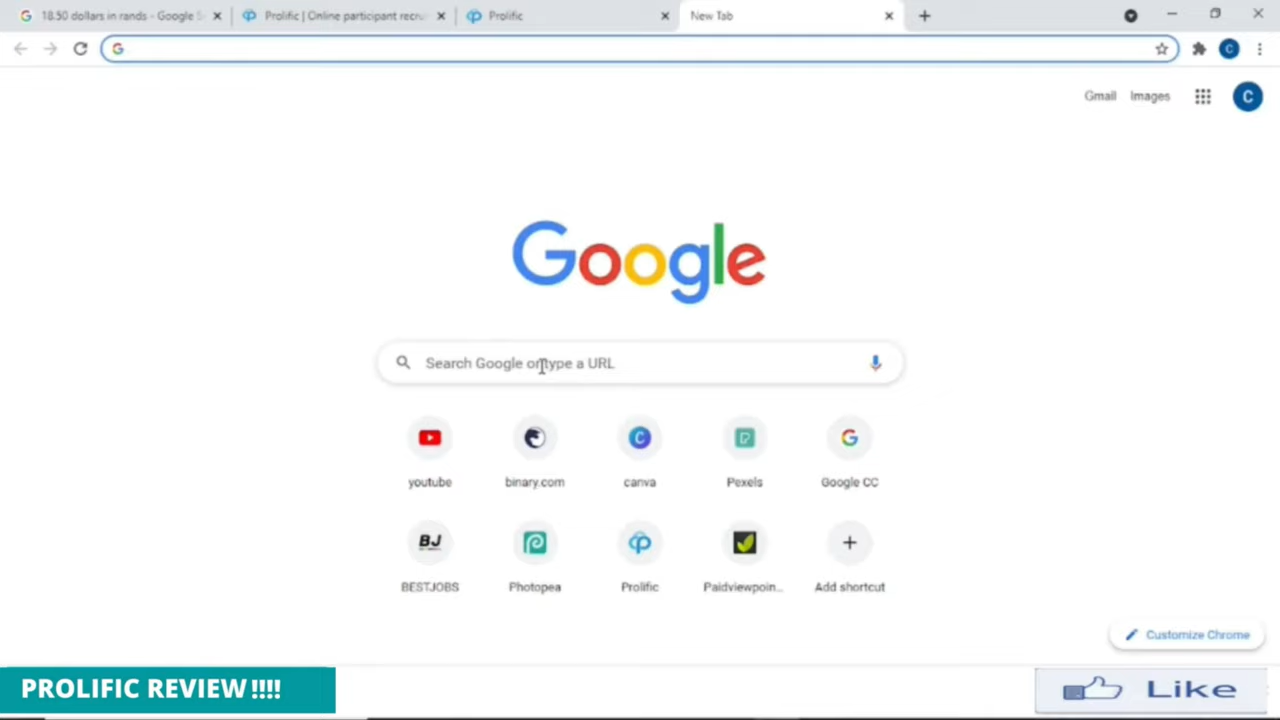 18.50 dollars in rands - Google S
Prolific | Online participant recru
Prolific
New Tab
C
Gmail
Images
C
Google
Search Google or type a URL
youtube
binary.com
C
canva
Pexels
Google CC
BJ
BESTJOBS
Photopea
Prolific
Paidviewpoin...
Add shortcut
Customize Chrome
PROLIFIC REVIEW!!!!
Like